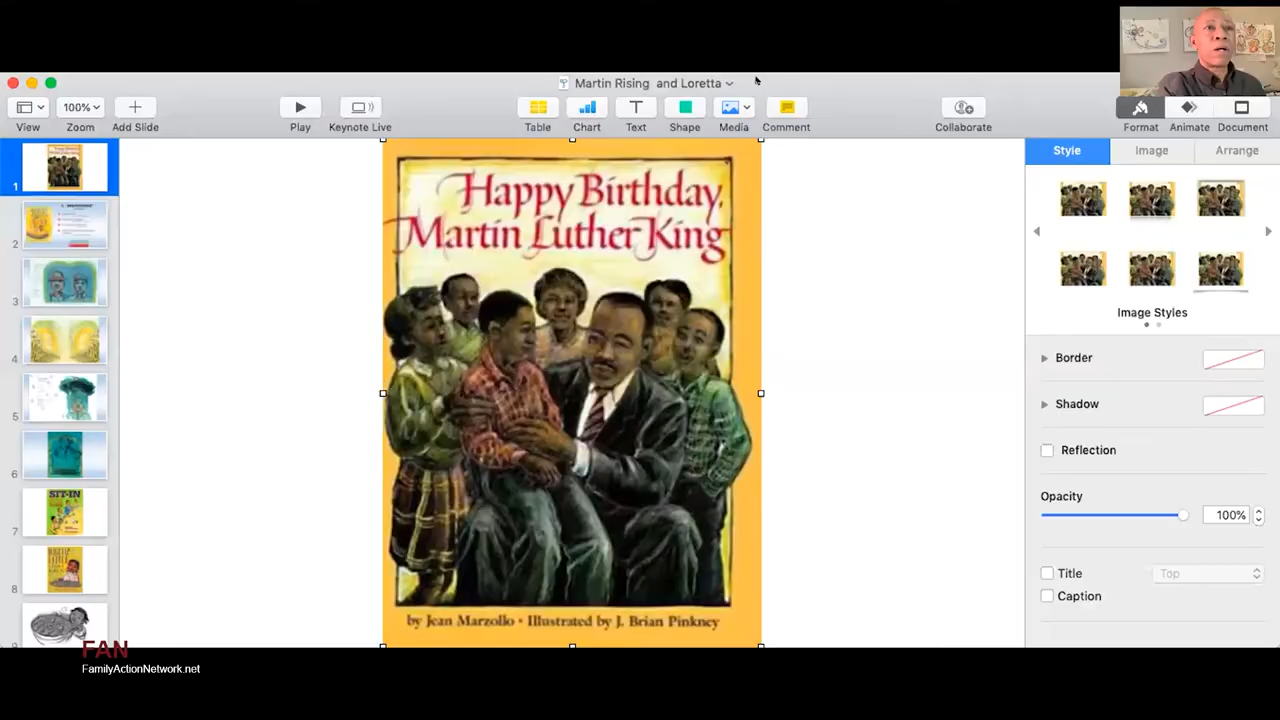 Martin Rising and Loretta
100%
View
Zoom
Add Slide
Play
Keynote Live
Table
Chart
Text
Shape
Media
Comment
Collaborate
Format
Animate
Document
1
2
3
4
5
6
7
SIT-IN
8
Happy Birthday,
Martin Luther King
by Jean Marzollo • Illustrated by J. Brian Pinkney
Style
Image
Arrange
Image Styles
Border
Shadow
Reflection
Opacity
100%
Title
Top
Caption
FAN
FamilyActionNetwork.net